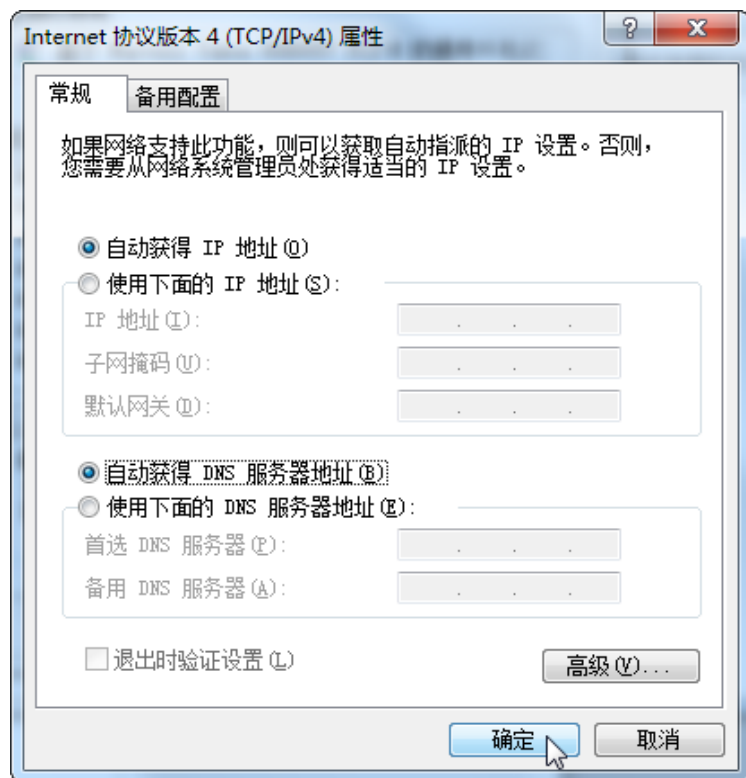 Internet 协议版本 4 (TCP/IPv4) 属性
常规 备用配置
如果网络支持此功能，则可以获取自动指派的 IP 设置。否则，
您需要从网络系统管理员处获得适当的 IP 设置。
自动获得 IP 地址(O)
使用下面的 IP 地址(S):
IP 地址(I):
子网掩码(U):
默认网关(D):
自动获得 DNS 服务器地址(B)
使用下面的 DNS 服务器地址(E):
首选 DNS 服务器(P):
备用 DNS 服务器(A):
退出时验证设置(L)
高级(V)...
确定 取消